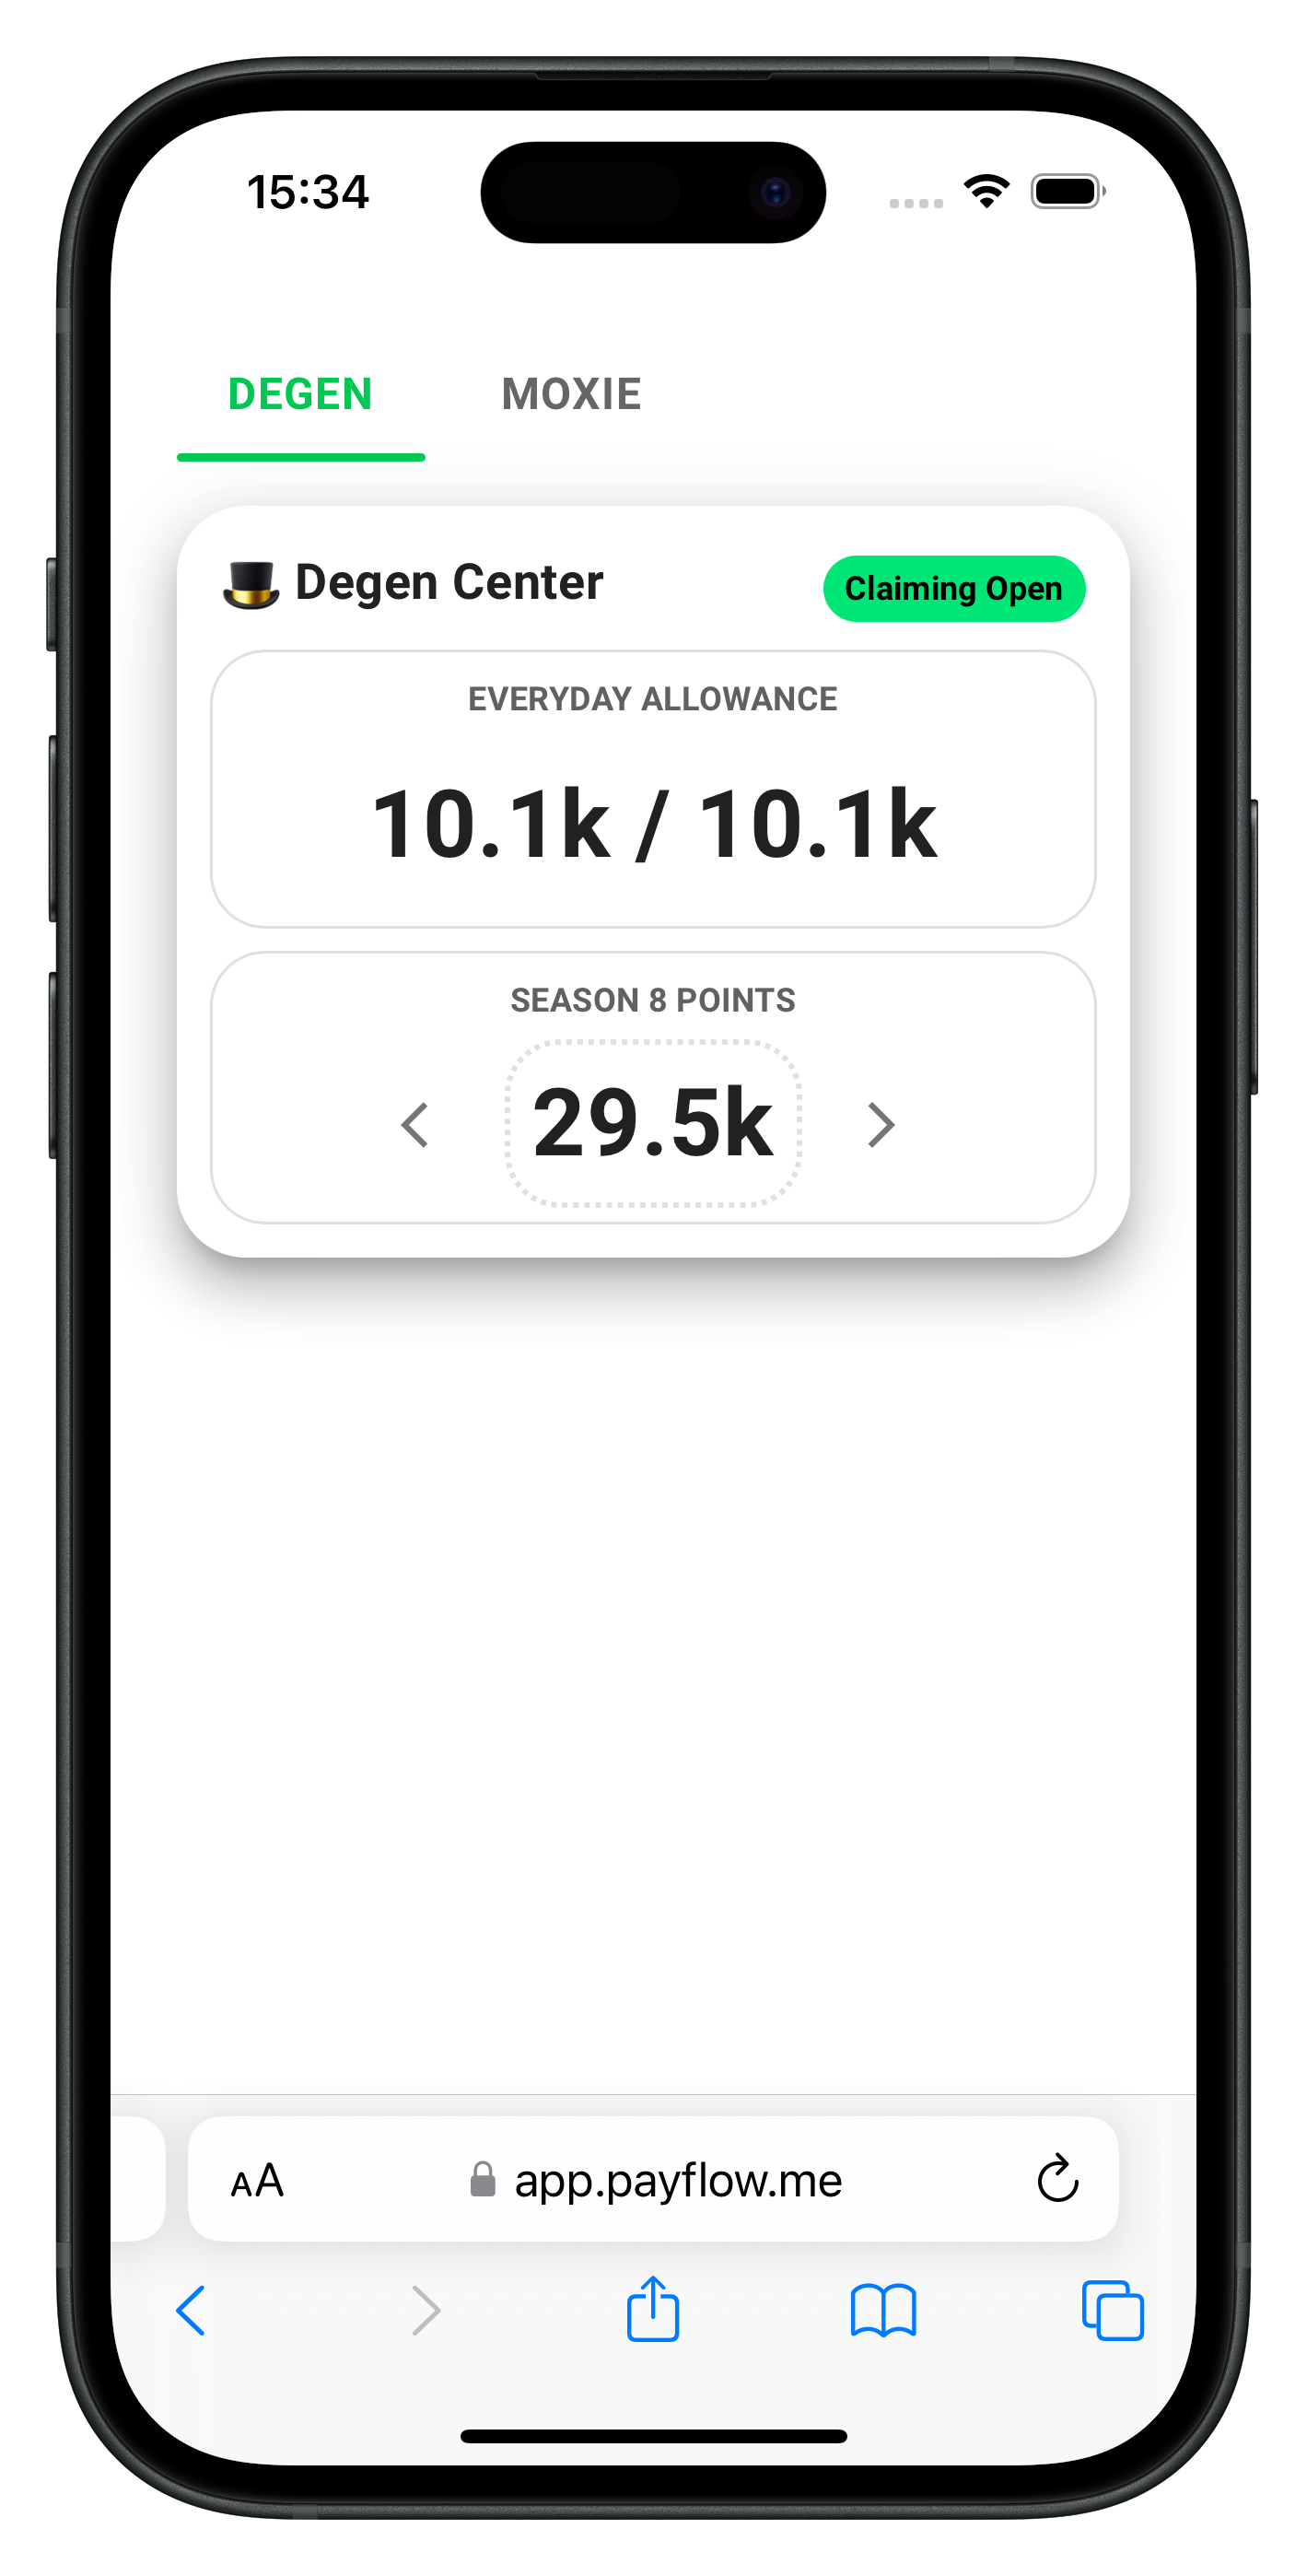 15:34
DEGEN MOXIE
Degen Center Claiming Open
EVERYDAY ALLOWANCE
10.1k / 10.1k
SEASON 8 POINTS
29.5k
AA app.payflow.me